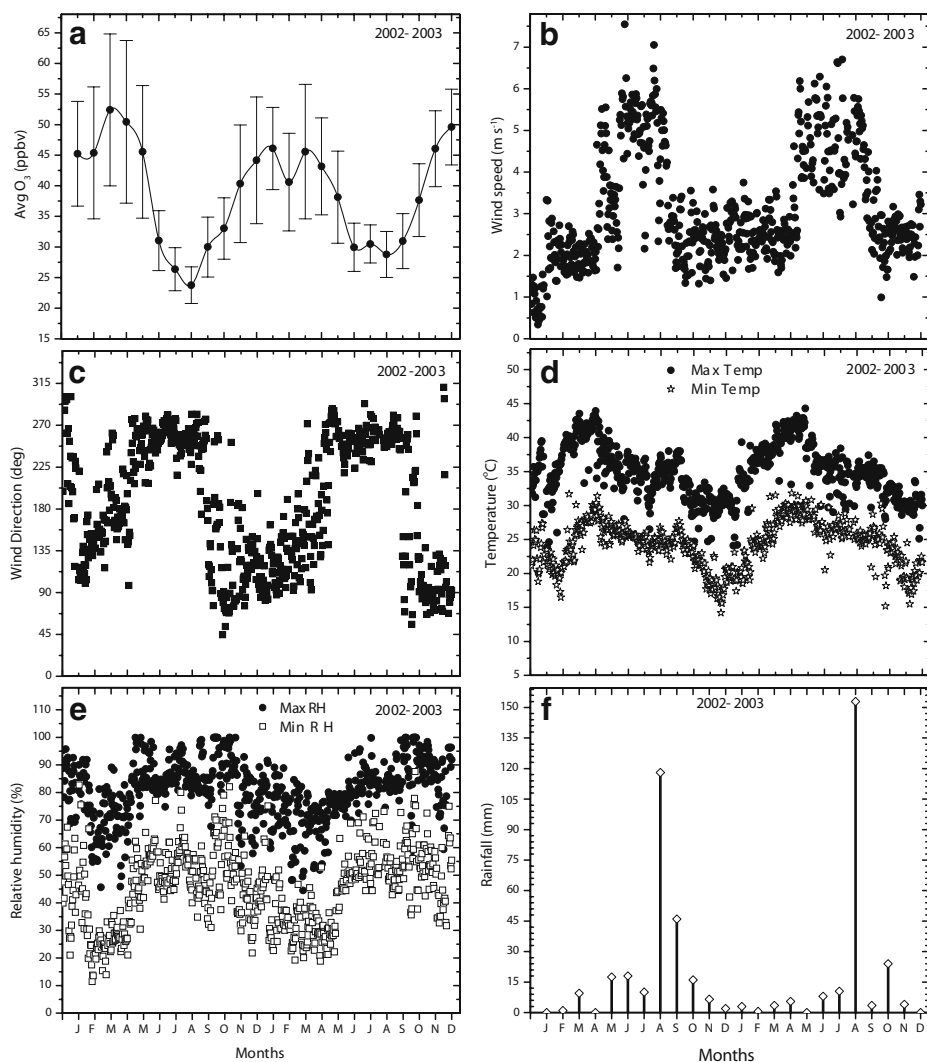 a
2002-2003
65
60
55
50
45
40
35
30
25
20
15
Avg O3 (ppbv)
J F M A M J J A S O N D J F M A M J J A S O N D
b
2002-2003
7
6
5
4
3
2
1
0
Wind speed (m s-1)
J F M A M J J A S O N D J F M A M J J A S O N D
c
2002-2003
315
270
225
180
135
90
45
0
Wind Direction (deg)
J F M A M J J A S O N D J F M A M J J A S O N D
d
Max Temp
Min Temp
2002-2003
50
45
40
35
30
25
20
15
10
5
Temperature (°C)
J F M A M J J A S O N D J F M A M J J A S O N D
e
Max RH
Min R H
2002-2003
110
100
90
80
70
60
50
40
30
20
10
0
Relative humidity (%)
J F M A M J J A S O N D J F M A M J J A S O N D
Months
f
2002-2003
150
135
120
105
90
75
60
45
30
15
0
Rainfall (mm)
J F M A M J J A S O N D J F M A M J J A S O N D
Months